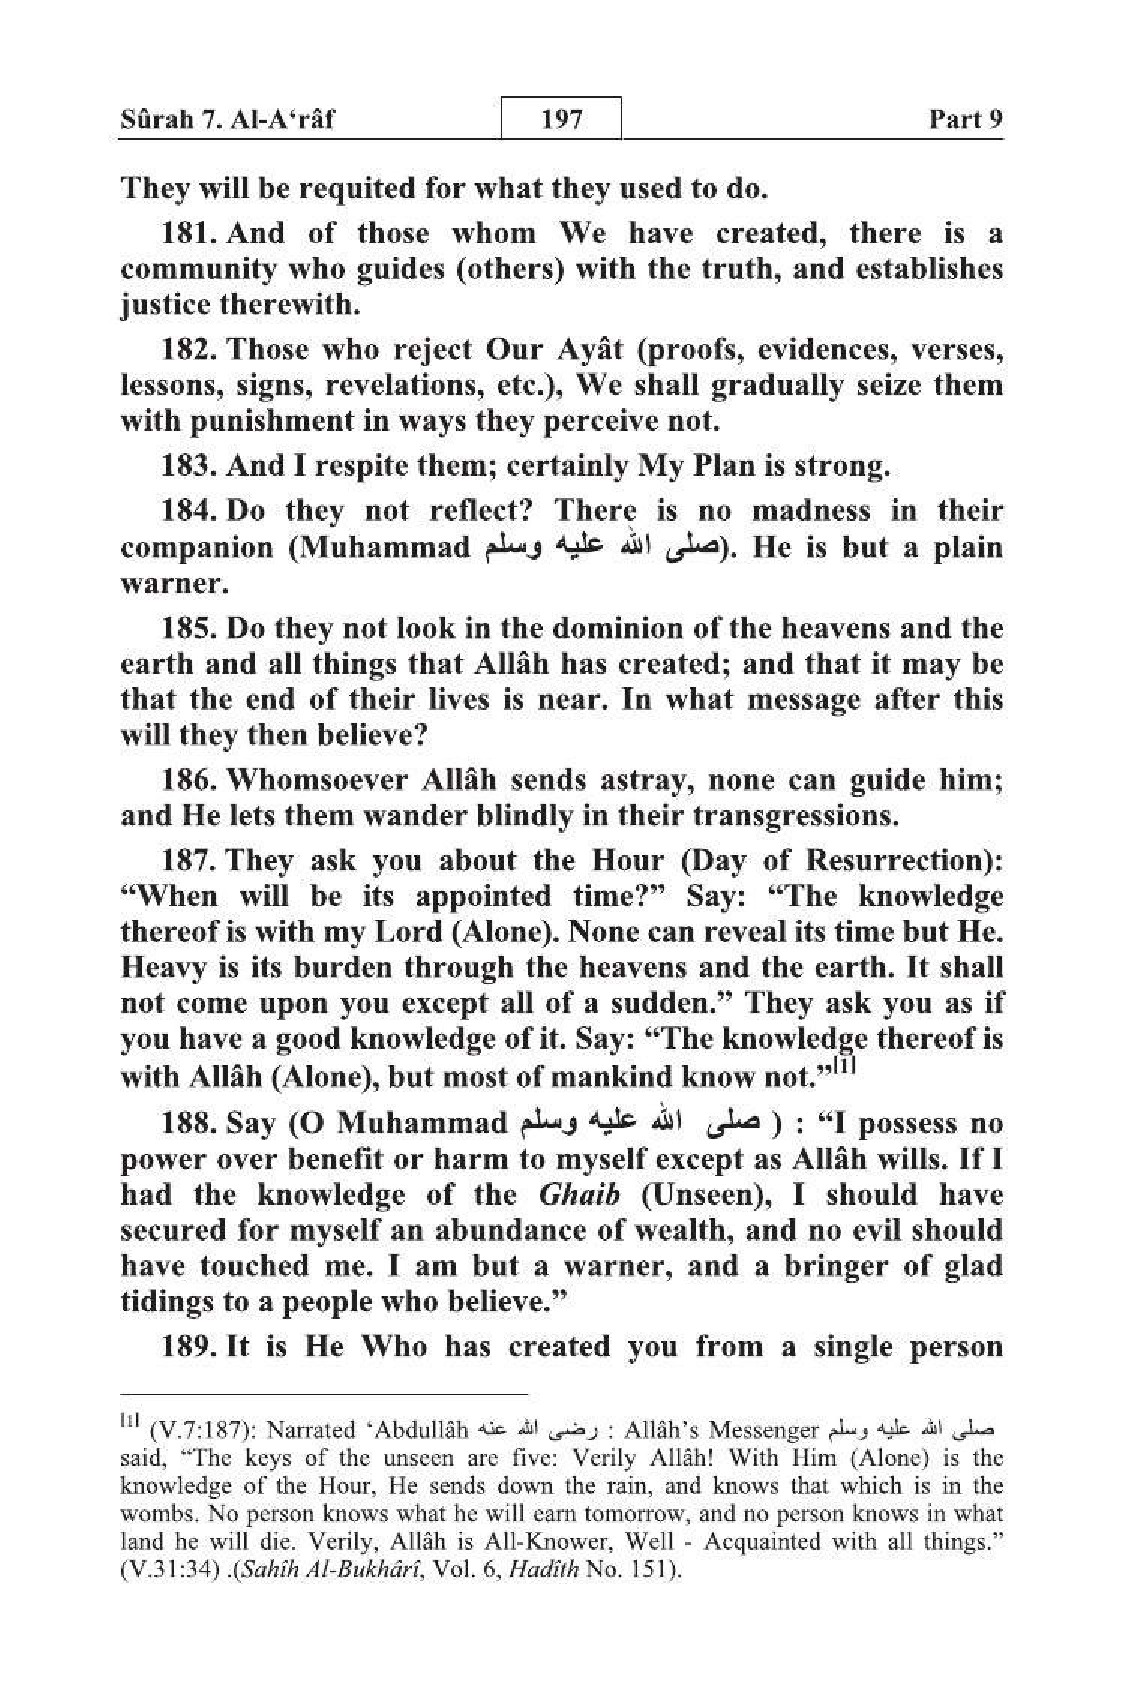 Sûrah 7. Al-A‘râf 197 Part 9
They will be requited for what they used to do.
181. And of those whom We have created, there is a
community who guides (others) with the truth, and establishes
justice therewith.
182. Those who reject Our Ayât (proofs, evidences, verses,
lessons, signs, revelations, etc.), We shall gradually seize them
with punishment in ways they perceive not.
183. And I respite them; certainly My Plan is strong.
184. Do they not reflect? There is no madness in their
companion (Muhammad صلى الله عليه وسلم). He is but a plain
warner.
185. Do they not look in the dominion of the heavens and the
earth and all things that Allâh has created; and that it may be
that the end of their lives is near. In what message after this
will they then believe?
186. Whomsoever Allâh sends astray, none can guide him;
and He lets them wander blindly in their transgressions.
187. They ask you about the Hour (Day of Resurrection):
“When will be its appointed time?” Say: “The knowledge
thereof is with my Lord (Alone). None can reveal its time but He.
Heavy is its burden through the heavens and the earth. It shall
not come upon you except all of a sudden.” They ask you as if
you have a good knowledge of it. Say: “The knowledge thereof is
with Allâh (Alone), but most of mankind know not.”[1]
188. Say (O Muhammad صلى الله عليه وسلم ) : “I possess no
power over benefit or harm to myself except as Allâh wills. If I
had the knowledge of the Ghaib (Unseen), I should have
secured for myself an abundance of wealth, and no evil should
have touched me. I am but a warner, and a bringer of glad
tidings to a people who believe.”
189. It is He Who has created you from a single person
[1] (V.7:187): Narrated ‘Abdullâh رضى الله عنه : Allâh’s Messenger صلى الله عليه وسلم
said, “The keys of the unseen are five: Verily Allâh! With Him (Alone) is the
knowledge of the Hour, He sends down the rain, and knows that which is in the
wombs. No person knows what he will earn tomorrow, and no person knows in what
land he will die. Verily, Allâh is All-Knower, Well - Acquainted with all things.”
(V.31:34) .(Sahîh Al-Bukhârî, Vol. 6, Hadîth No. 151).